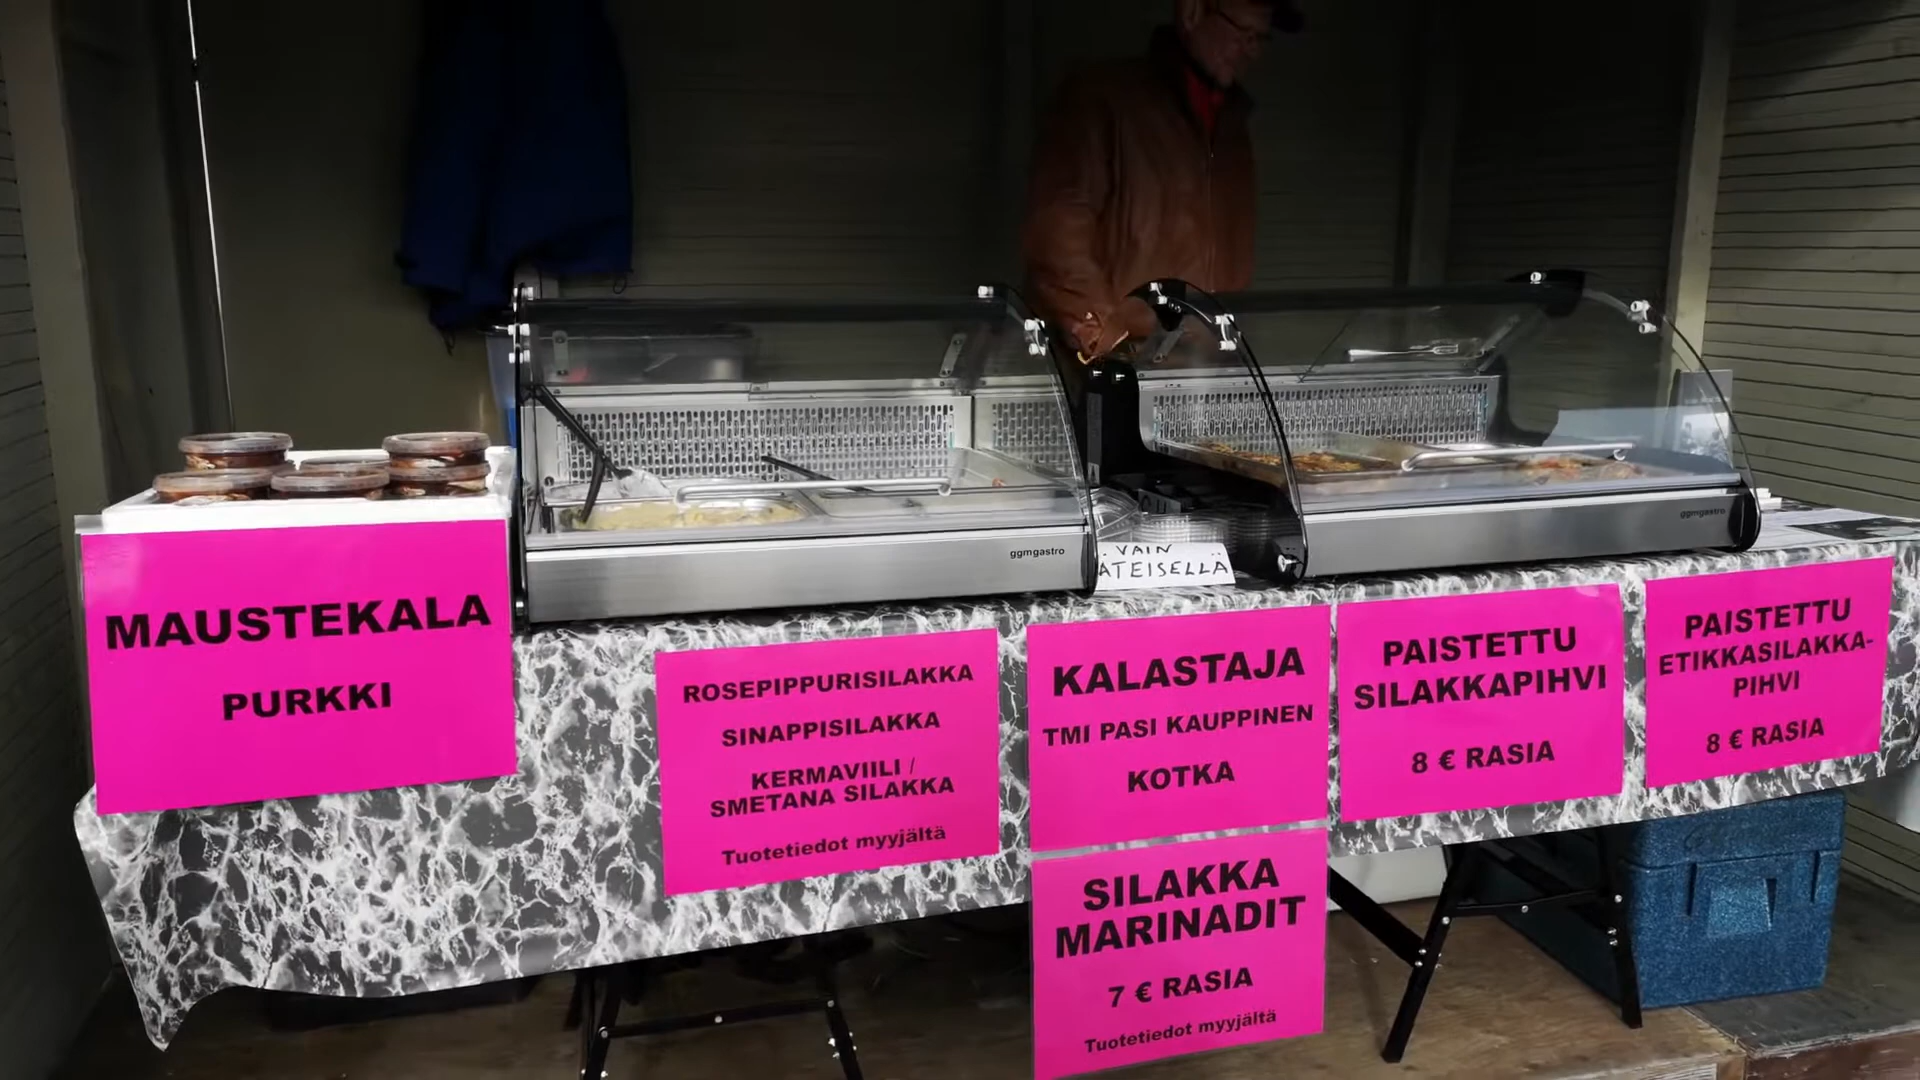 MAUSTEKALA
PURKKI
ggmgastro
ggmgastro
VAIN
ATEISELLA
ROSEPIPPURISILAKKA
SINAPPISILAKKA
KERMAVIILI /
SMETANA SILAKKA
Tuotetiedot myyjältä
KALASTAJA
TMI PASI KAUPPINEN
KOTKA
SILAKKA
MARINADIT
7 € RASIA
Tuotetiedot myyjältä
PAISTETTU
SILAKKAPIHVI
8 € RASIA
PAISTETTU
ETIKKASILAKKA-
PIHVI
8 € RASIA